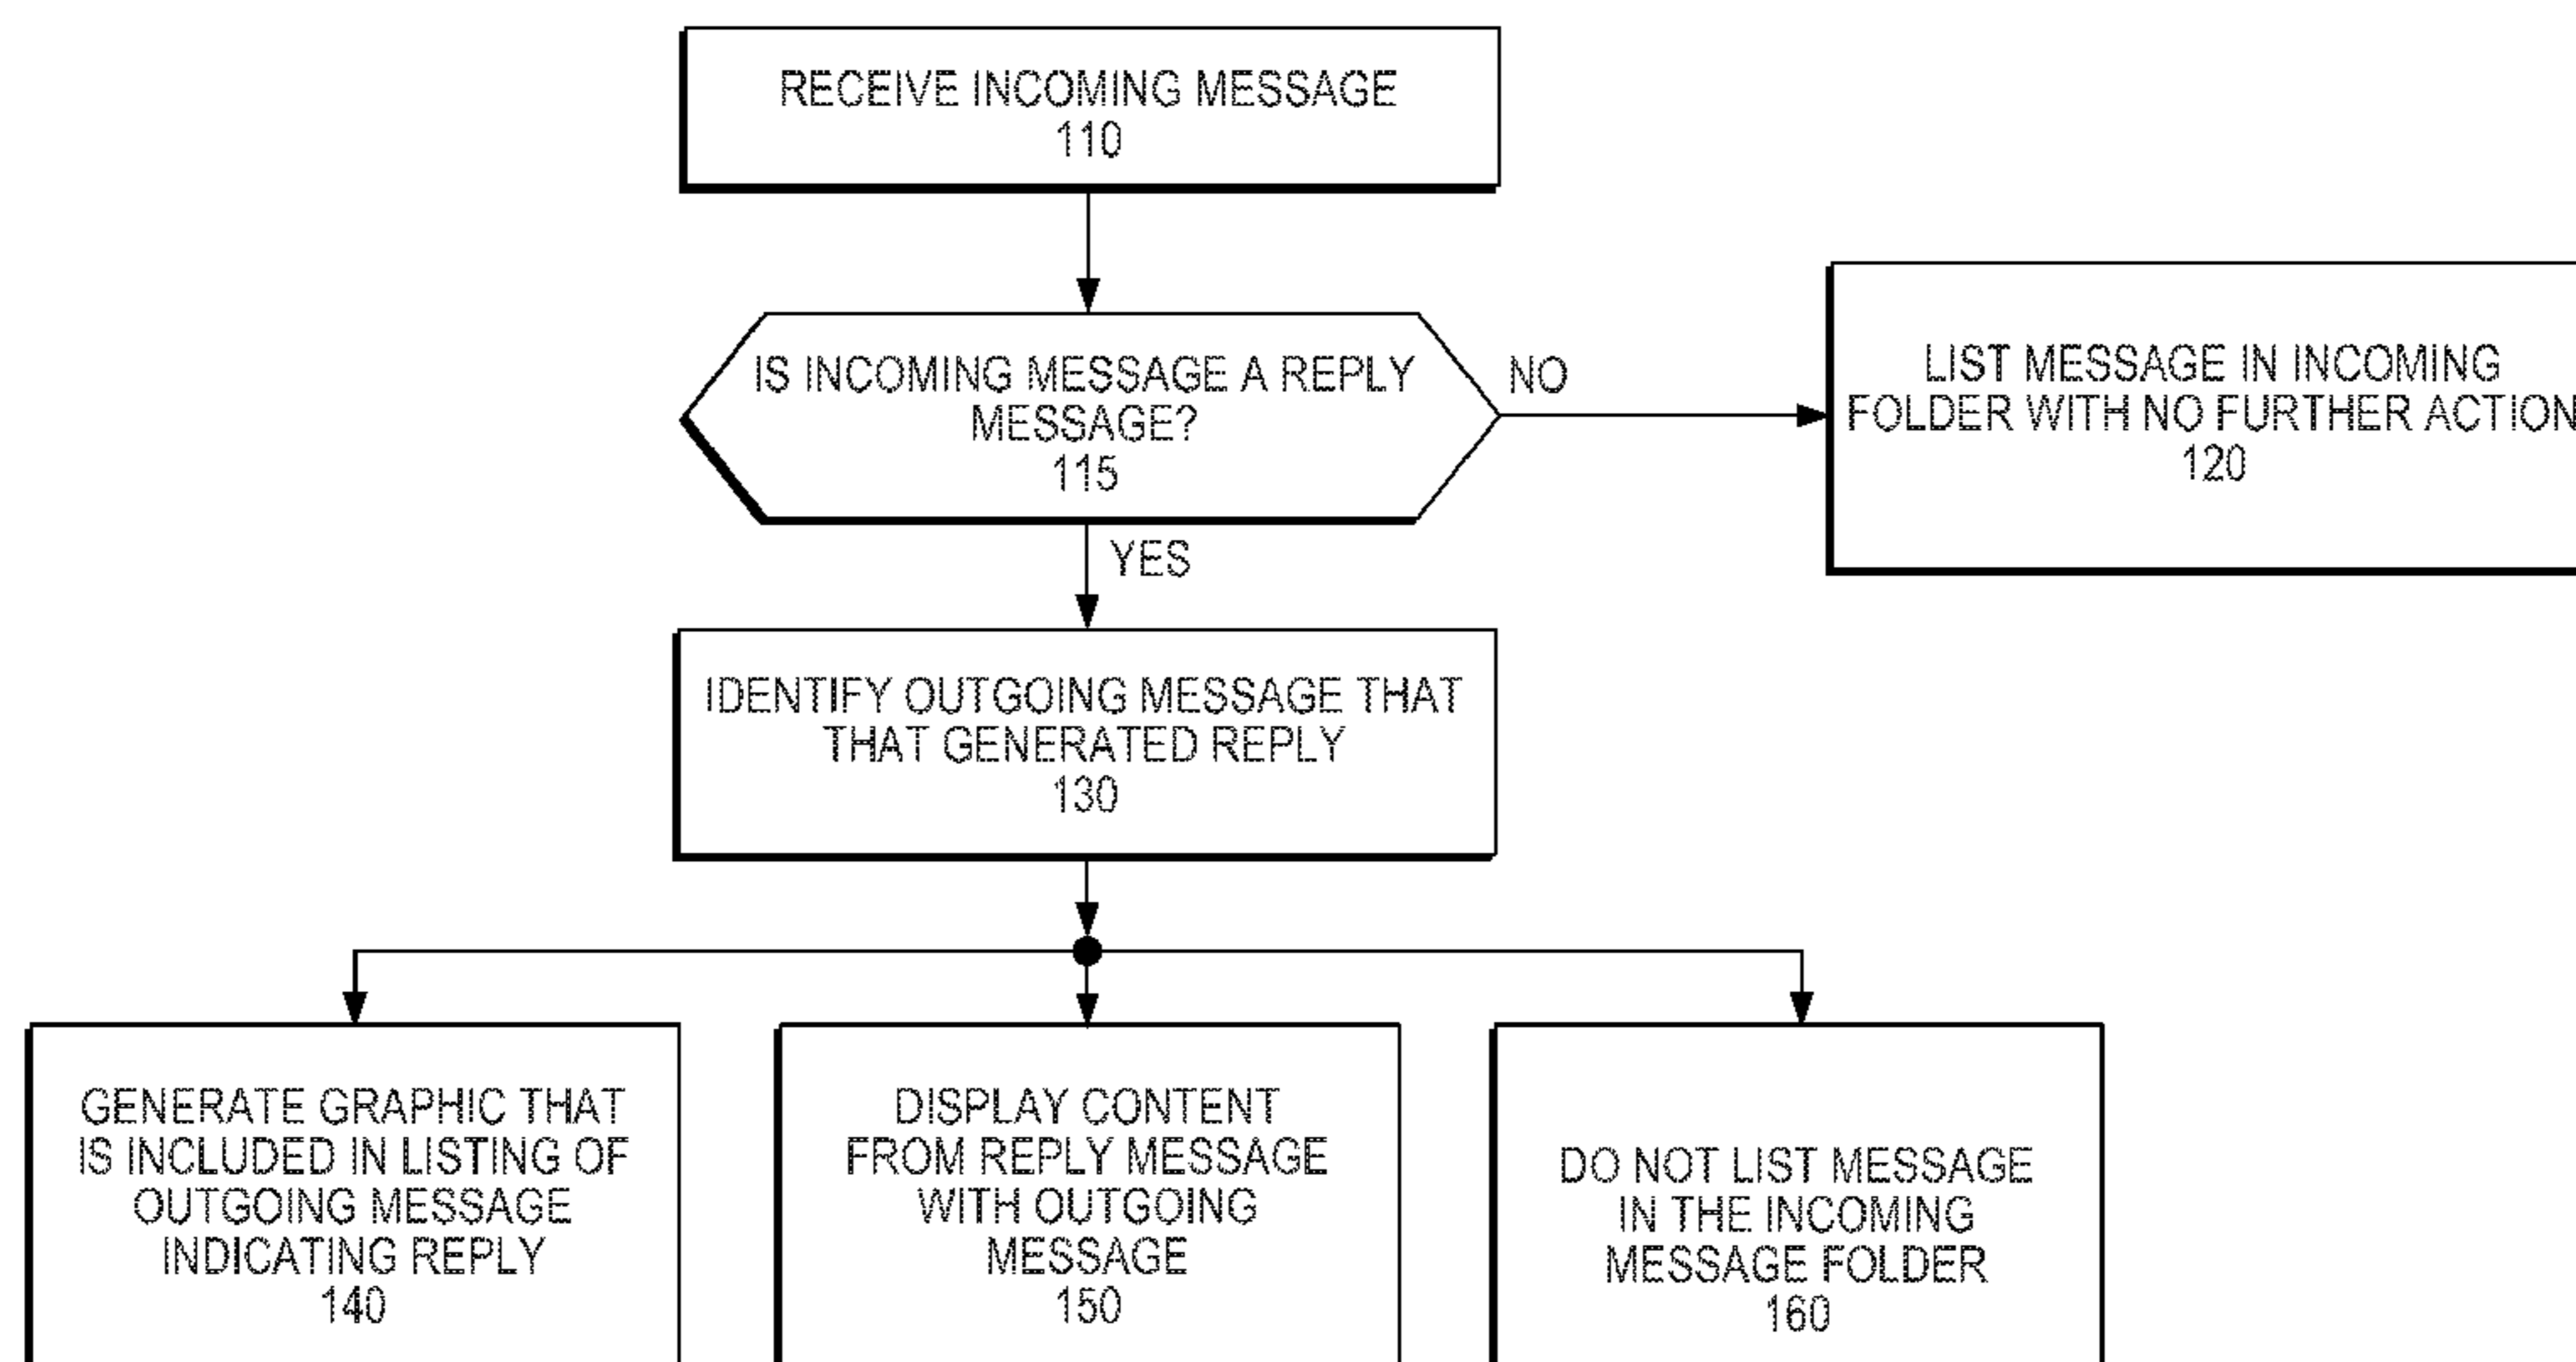 RECEIVE INCOMING MESSAGE
110
IS INCOMING MESSAGE A REPLY
MESSAGE?
115
NO
LIST MESSAGE IN INCOMING
FOLDER WITH NO FURTHER ACTION
120
YES
IDENTIFY OUTGOING MESSAGE THAT
THAT GENERATED REPLY
130
GENERATE GRAPHIC THAT
IS INCLUDED IN LISTING OF
OUTGOING MESSAGE
INDICATING REPLY
140
DISPLAY CONTENT
FROM REPLY MESSAGE
WITH OUTGOING
MESSAGE
150
DO NOT LIST MESSAGE
IN THE INCOMING
MESSAGE FOLDER
160